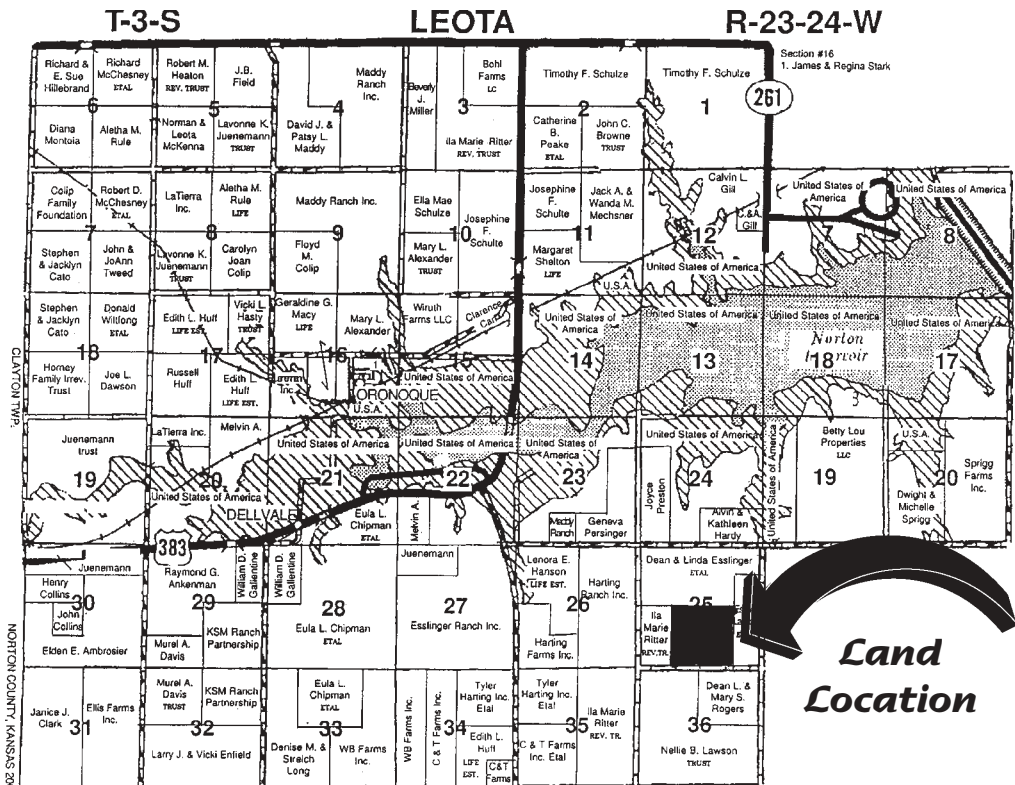 T-3-S LEOTA R-23-24-W
Section #16
1. James & Regina Stark
261
Richard &
E. Sue
Hillebrand
6
Richard
McChesney
ETAL
Diana
Montoia
Aletha M.
Rule
Robert M.
Heaton
REV. TRUST
J.B.
Field
5
Norman &
Leota
McKenna
Lavonne K.
Juenemann
TRUST
Maddy
Ranch
Inc.
4
David J. &
Patsy L.
Maddy
Beverly
J.
Miller
Bohl
Farms
LC
3
Ila Marie Ritter
REV. TRUST
Timothy F. Schulze
2
Catherine
B.
Peake
ETAL
John C.
Browne
TRUST
Timothy F. Schulze
1
Colip
Family
Foundation
Robert D.
McChesney
ETAL
7
Stephen
& Jacklyn
Cato
John &
JoAnn
Tweed
LaTierra
Inc.
Aletha M.
Rule
LIFE
8
Lavonne K.
Juenemann
TRUST
Carolyn
Joan
Colip
Maddy Ranch Inc.
9
Floyd
M.
Colip
Ella Mae
Schulze
Josephine
F.
Schulte
10
Mary L.
Alexander
TRUST
Josephine
F.
Schulte
Jack A. &
Wanda M.
Mechsner
11
Margaret
Shelton
LIFE
U.S.A.
Calvin L.
Gill
C.&A.
Gill
12
United States of America
United States of
America
7
United States of America
8
Stephen
& Jacklyn
Cato
Donald
Wiltfong
ETAL
18
Horney
Family Irrev.
Trust
Joe L.
Dawson
Edith L. Huff
LIFE EST.
Vicki L.
Hasty
TRUST
17
Russell
Huff
Edith L.
Huff
LIFE EST.
Geraldine G.
Macy
LIFE
Mary L.
Alexander
16
Inc.
ORONOQUE
U.S.A.
Wiruth
Farms LLC
Clarence
15
United States of America
United States of
America
14
United States of America
13
United States of America
Norton
18
United States of America
17
Juenemann
trust
19
LaTierra Inc.
Melvin A.
20
United States of America
DELLVALE
United States of America
21
United States of America
22
Eula L.
Chipman
ETAL
Melvin A.
United States of
America
23
Maddy
Ranch
Geneva
Persinger
Joyce
Preston
United States of America
24
Alvin &
Kathleen
Hardy
United States of America
Betty Lou
Properties
LLC
19
U.S.A.
20
Dwight &
Michelle
Sprigg
Sprigg
Farms
Inc.
383
Juenemann
Henry
Collins
30
John
Collins
Elden E. Ambrosier
Raymond G.
Ankenman
William D.
Gallentine
29
Murel A.
Davis
KSM Ranch
Partnership
William D.
Gallentine
28
Eula L. Chipman
ETAL
Juenemann
27
Esslinger Ranch Inc.
Lenora E.
Hanson
LIFE EST.
Harting
Ranch Inc.
26
Harting
Farms Inc.
Dean & Linda Esslinger
ETAL
25
Ila
Marie
Ritter
REV.TR.
Land
Location
Janice J.
Clark
Ellis Farms
Inc.
31
Murel A.
Davis
TRUST
KSM Ranch
Partnership
32
Larry J. & Vicki Enfield
Eula L.
Chipman
ETAL
33
Denise M. &
Streich
Long
WB Farms
Inc.
WB Farms Inc.
C & T Farms Inc.
Tyler
Harting Inc.
Etal
34
Edith L.
Huff
LIFE
EST.
C&T
Farms
Tyler
Harting Inc.
Etal
35
C & T Farms
Inc. Etal
Ila Marie
Ritter
REV. TR.
Dean L. &
Mary S.
Rogers
36
Nellie B. Lawson
TRUST
CLAYTON TWP.
NORTON COUNTY, KANSAS